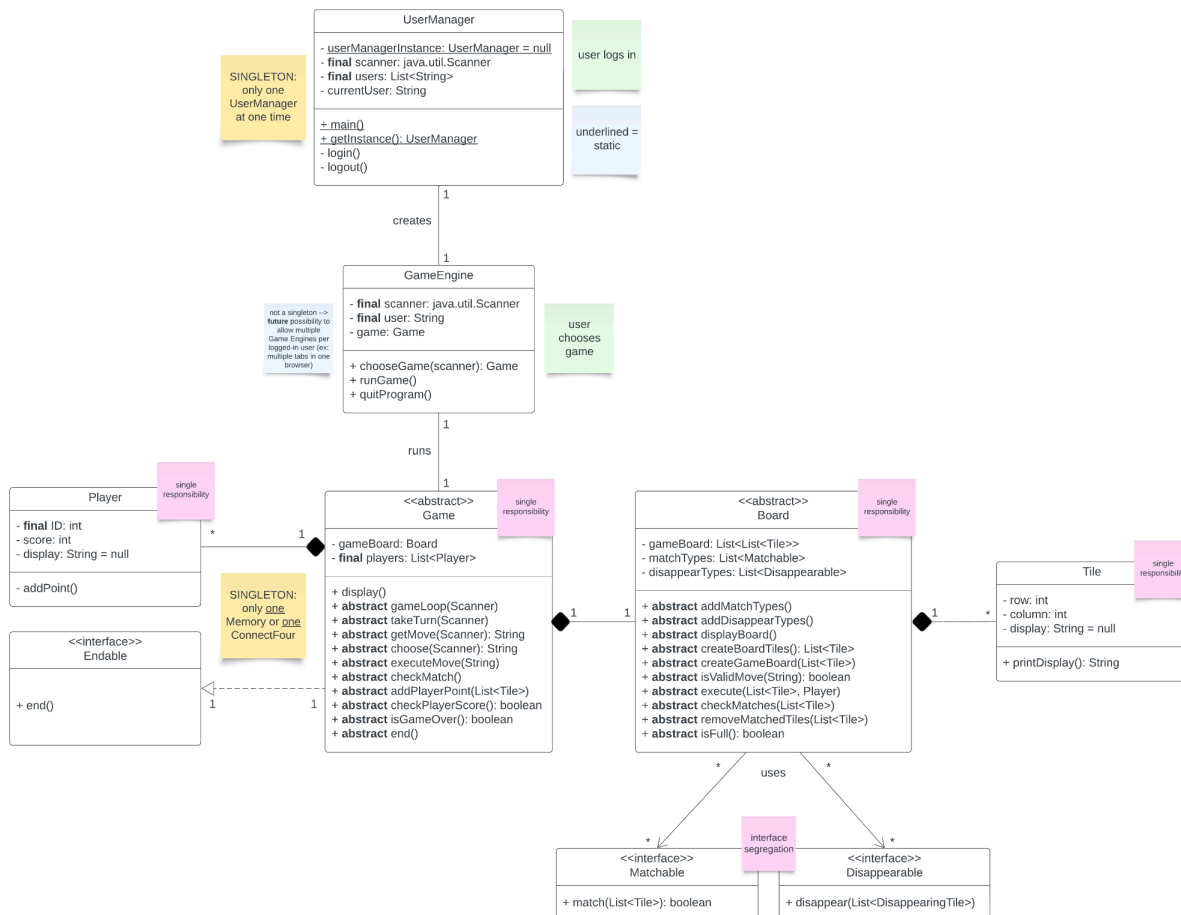 UserManager
- userManagerInstance: UserManager = null
- final scanner: java.util.Scanner
- final users: List<String>
- currentUser: String
+ main()
+ getInstance(): UserManager
- login()
- logout()
SINGLETON:
only one
UserManager
at one time
user logs in
underlined =
static
1
creates
1
GameEngine
- final scanner: java.util.Scanner
- final user: String
- game: Game
+ chooseGame(scanner): Game
+ runGame()
+ quitProgram()
not a singleton -->
future possibility to
allow multiple
Game Engines per
logged-in user (ex:
multiple tabs in one
browser)
user
chooses
game
1
runs
1
Player
- final ID: int
- score: int
- display: String = null
- addPoint()
single
responsibility
*
1
SINGLETON:
only one
Memory or one
ConnectFour
<<interface>>
Endable
+ end()
1
1
<<abstract>>
Game
- gameBoard: Board
- final players: List<Player>
+ display()
+ abstract gameLoop(Scanner)
+ abstract takeTurn(Scanner)
+ abstract getMove(Scanner): String
+ abstract choose(Scanner): String
+ abstract executeMove(String)
+ abstract checkMatch()
+ abstract addPlayerPoint(List<Tile>)
+ abstract checkPlayerScore(): boolean
+ abstract isGameOver(): boolean
+ abstract end()
single
responsibility
1
1
<<abstract>>
Board
- gameBoard: List<List<Tile>>
- matchTypes: List<Matchable>
- disappearTypes: List<Disappearable>
+ abstract addMatchTypes()
+ abstract addDisappearTypes()
+ abstract displayBoard()
+ abstract createBoardTiles(): List<Tile>
+ abstract createGameBoard(List<Tile>)
+ abstract isValidMove(String): boolean
+ abstract execute(List<Tile>, Player)
+ abstract checkMatches(List<Tile>)
+ abstract removeMatchedTiles(List<Tile>)
+ abstract isFull(): boolean
single
responsibility
1
*
Tile
- row: int
- column: int
- display: String = null
+ printDisplay(): String
single
*
uses
*
*
*
interface
segregation
<<interface>>
Matchable
+ match(List<Tile>): boolean
<<interface>>
Disappearable
+ disappear(List<DisappearingTile>)